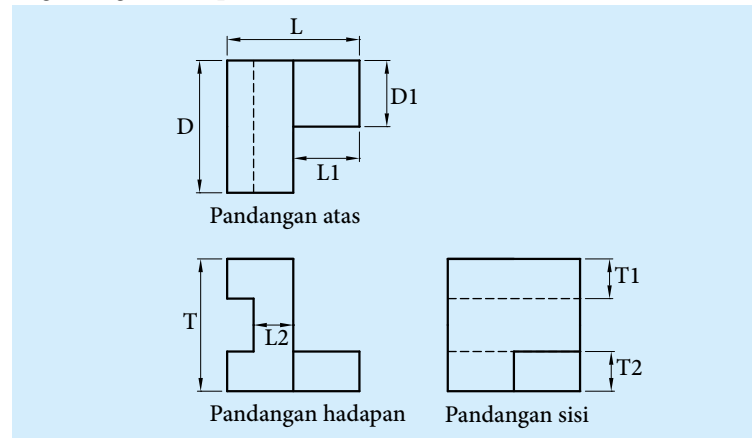 L
D
D1
L1
Pandangan atas
T
L2
T1
T2
Pandangan hadapan
Pandangan sisi